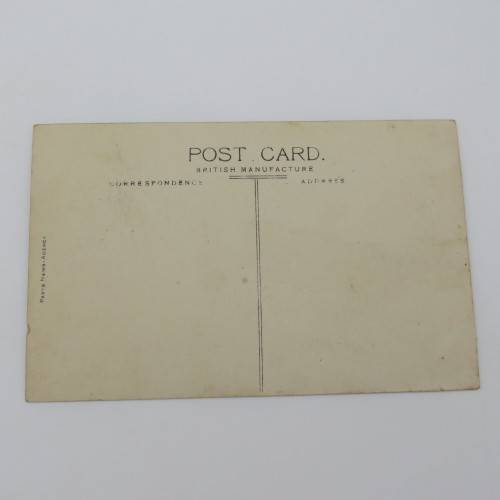 POST CARD.
BRITISH MANUFACTURE
CORRESPONDENCE
ADDRESS